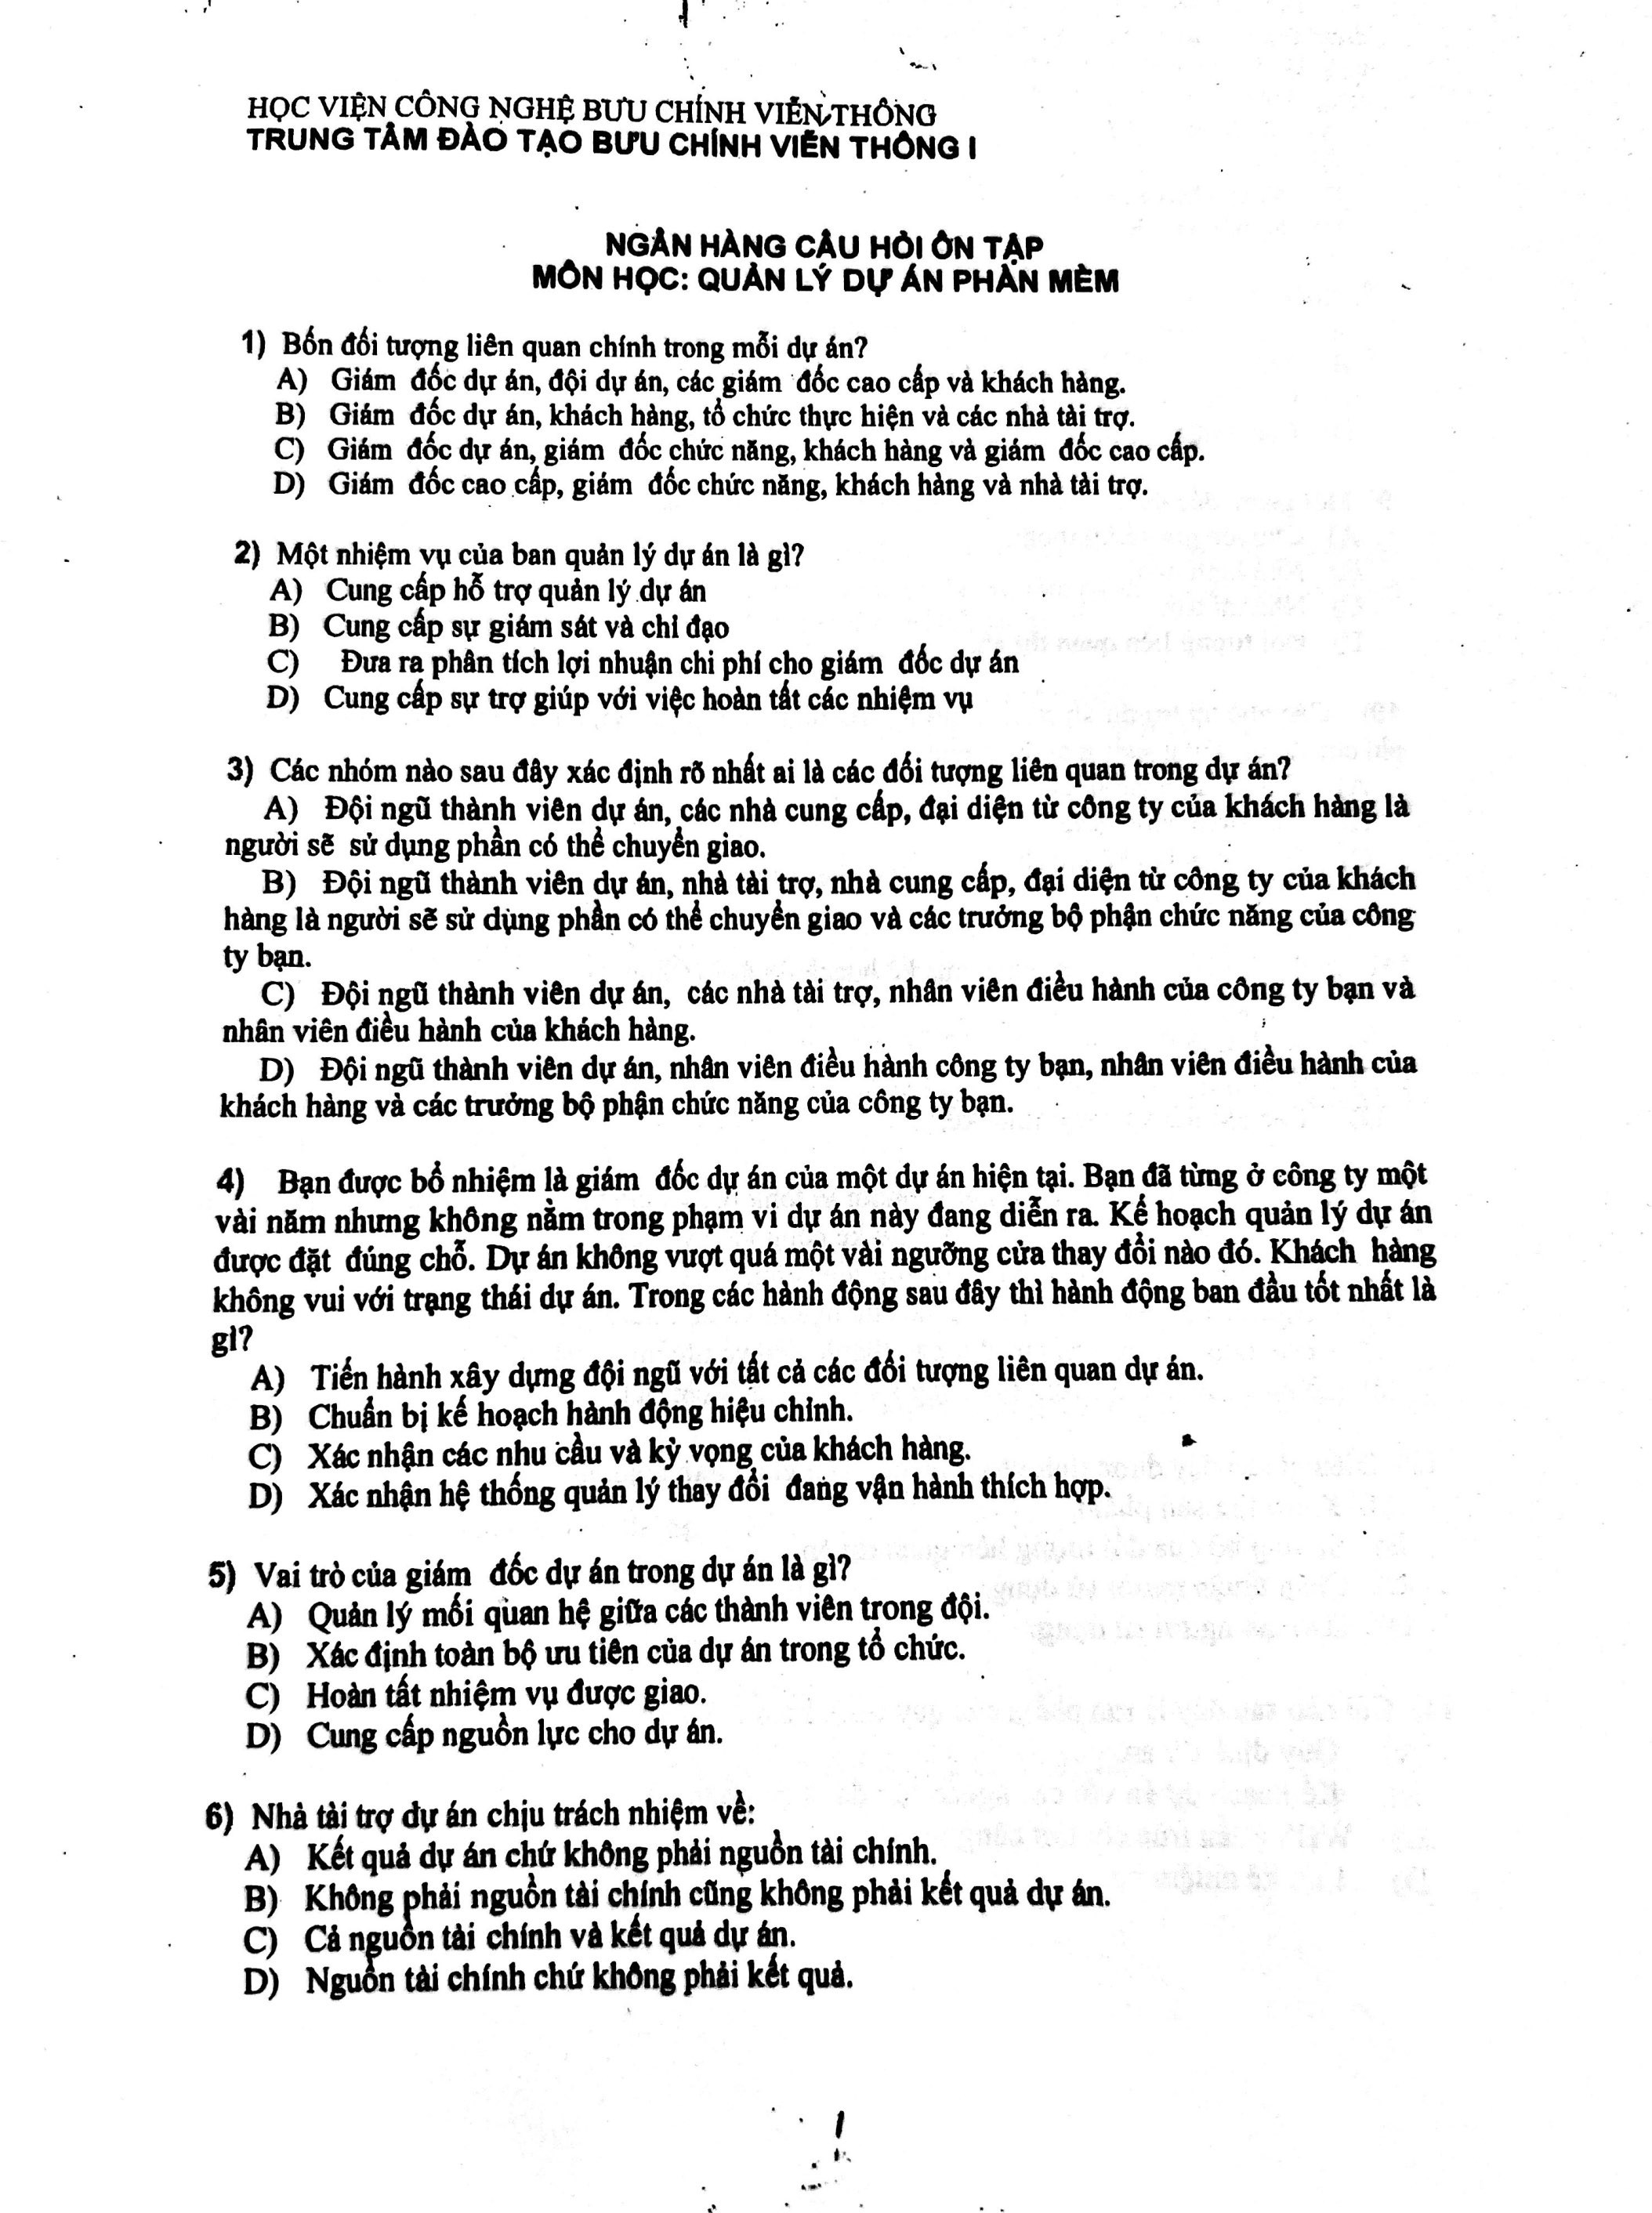 HỌC VIỆN CÔNG NGHỆ BƯU CHÍNH VIỄN THÔNG
TRUNG TÂM ĐÀO TẠO BƯU CHÍNH VIỄN THÔNG I
NGÂN HÀNG CÂU HỎI ÔN TẬP
MÔN HỌC: QUẢN LÝ DỰ ÁN PHẦN MỀM
1) Bốn đối tượng liên quan chính trong mỗi dự án?
A) Giám đốc dự án, đội dự án, các giám đốc cao cấp và khách hàng.
B) Giám đốc dự án, khách hàng, tổ chức thực hiện và các nhà tài trợ.
C) Giám đốc dự án, giám đốc chức năng, khách hàng và giám đốc cao cấp.
D) Giám đốc cao cấp, giám đốc chức năng, khách hàng và nhà tài trợ.
2) Một nhiệm vụ của ban quản lý dự án là gì?
A) Cung cấp hỗ trợ quản lý dự án
B) Cung cấp sự giám sát và chỉ đạo
C) Đưa ra phân tích lợi nhuận chi phí cho giám đốc dự án
D) Cung cấp sự trợ giúp với việc hoàn tất các nhiệm vụ
3) Các nhóm nào sau đây xác định rõ nhất ai là các đối tượng liên quan trong dự án?
A) Đội ngũ thành viên dự án, các nhà cung cấp, đại diện từ công ty của khách hàng là
người sẽ sử dụng phần có thể chuyển giao.
B) Đội ngũ thành viên dự án, nhà tài trợ, nhà cung cấp, đại diện từ công ty của khách
hàng là người sẽ sử dụng phần có thể chuyển giao và các trưởng bộ phận chức năng của công
ty bạn.
C) Đội ngũ thành viên dự án, các nhà tài trợ, nhân viên điều hành của công ty bạn và
nhân viên điều hành của khách hàng.
D) Đội ngũ thành viên dự án, nhân viên điều hành công ty bạn, nhân viên điều hành của
khách hàng và các trưởng bộ phận chức năng của công ty bạn.
4) Bạn được bổ nhiệm là giám đốc dự án của một dự án hiện tại. Bạn đã từng ở công ty một
vài năm nhưng không nằm trong phạm vi dự án này đang diễn ra. Kế hoạch quản lý dự án
được đặt đúng chỗ. Dự án không vượt quá một vài ngưỡng cửa thay đổi nào đó. Khách hàng
không vui với trạng thái dự án. Trong các hành động sau đây thì hành động ban đầu tốt nhất là
gì?
A) Tiến hành xây dựng đội ngũ với tất cả các đối tượng liên quan dự án.
B) Chuẩn bị kế hoạch hành động hiệu chỉnh.
C) Xác nhận các nhu cầu và kỳ vọng của khách hàng.
D) Xác nhận hệ thống quản lý thay đổi đang vận hành thích hợp.
5) Vai trò của giám đốc dự án trong dự án là gì?
A) Quản lý mối quan hệ giữa các thành viên trong đội.
B) Xác định toàn bộ ưu tiên của dự án trong tổ chức.
C) Hoàn tất nhiệm vụ được giao.
D) Cung cấp nguồn lực cho dự án.
6) Nhà tài trợ dự án chịu trách nhiệm về:
A) Kết quả dự án chứ không phải nguồn tài chính.
B) Không phải nguồn tài chính cũng không phải kết quả dự án.
C) Cả nguồn tài chính và kết quả dự án.
D) Nguồn tài chính chứ không phải kết quả.
1